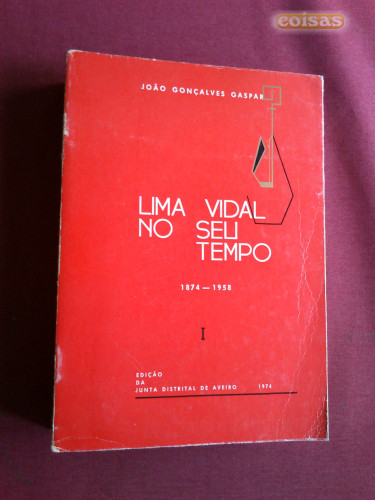 coisas
JOÃO GONÇALVES GASPAR
LIMA VIDAL
NO SEU
TEMPO
1874 — 1958
I
EDIÇÃO
DA
JUNTA DISTRITAL DE AVEIRO 1974